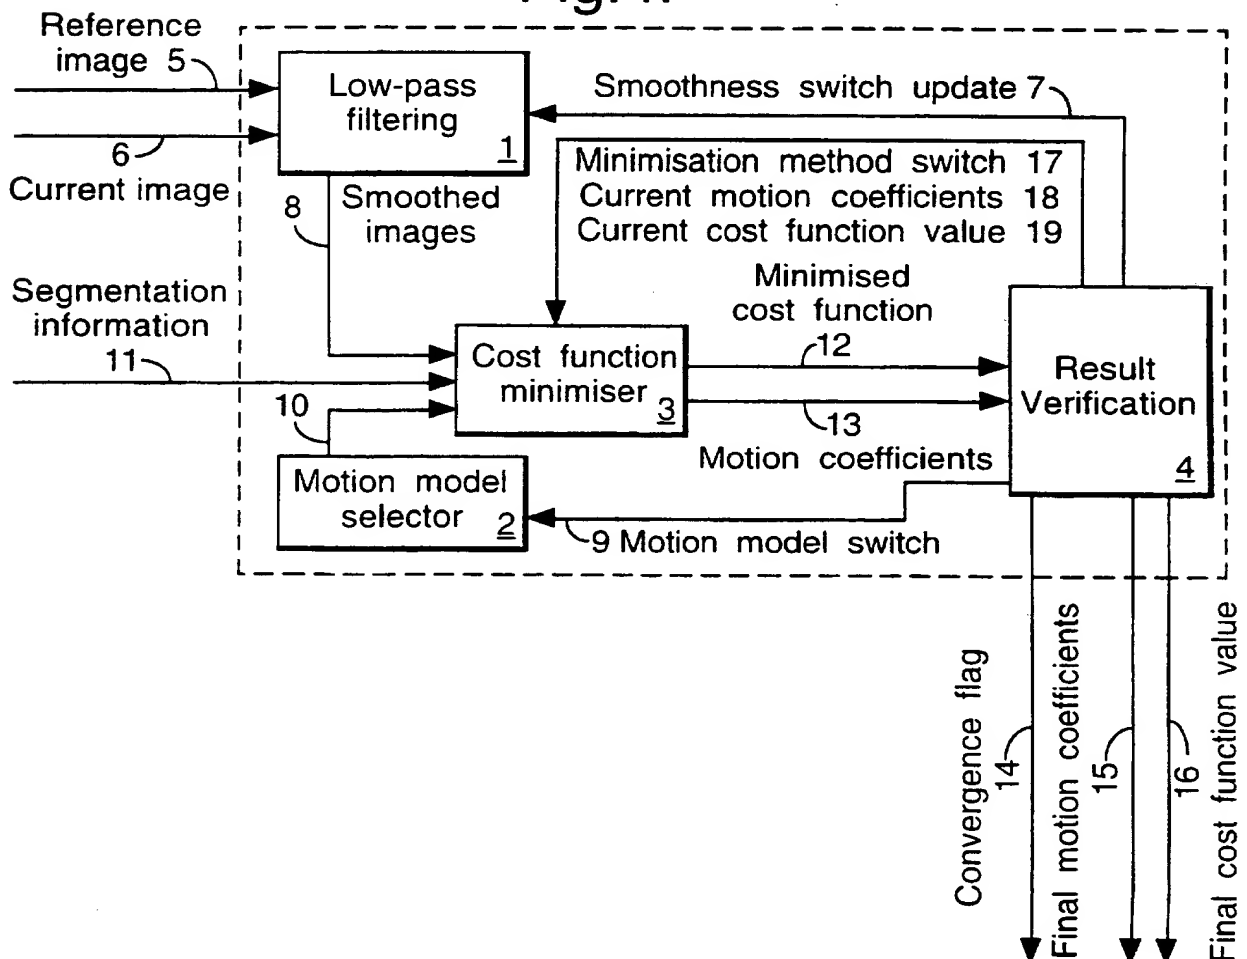 Reference
image 5
Low-pass
filtering
1
Smoothness switch update 7
6
Current image
8
Smoothed
images
Minimisation method switch 17
Current motion coefficients 18
Current cost function value 19
Segmentation
information
11
Minimised
cost function
12
Cost function
minimiser
3
Result
Verification
4
10
13
Motion coefficients
Motion model
selector
2
9 Motion model switch
Convergence flag
14
Final motion coefficients
15
16
Final cost function value